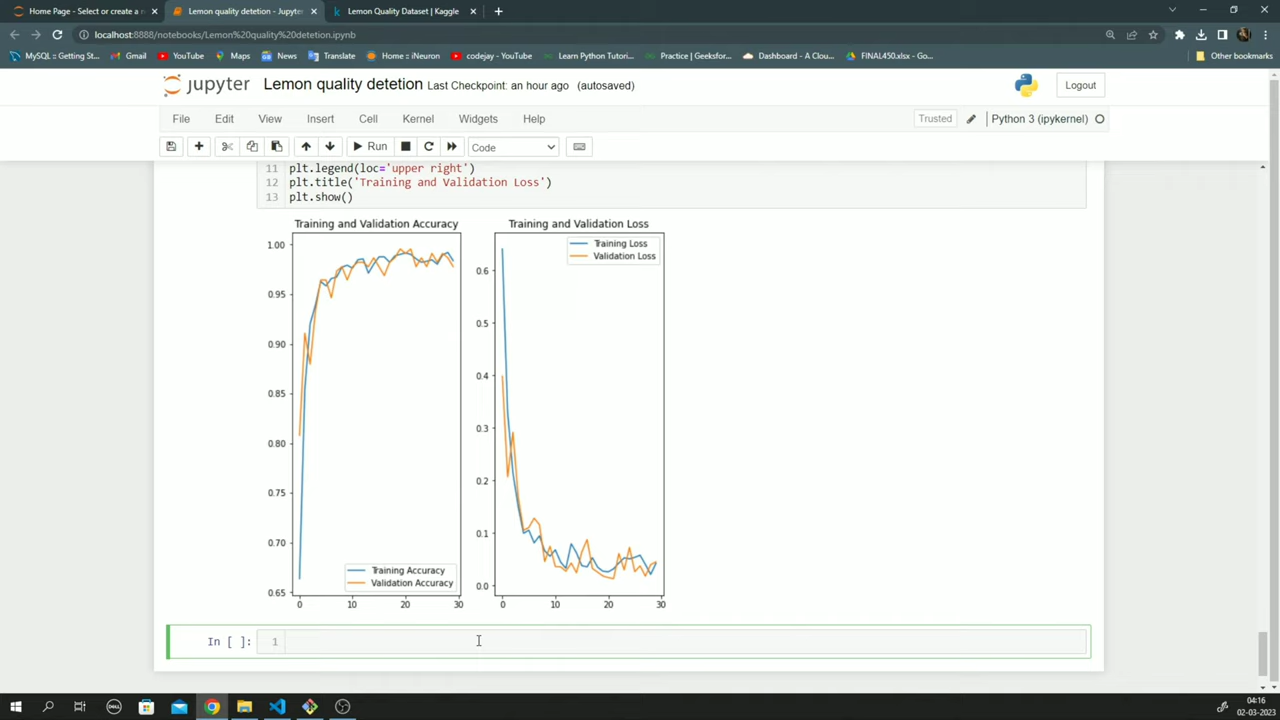 Home Page - Select or create a n
Lemon quality detetion - Jupyter
Lemon Quality Dataset | Kaggle
localhost:8888/notebooks/Lemon%20quality%20detetion.ipynb
MySQL :: Getting St... Gmail YouTube Maps News Translate Home :: iNeuron codejay - YouTube Learn Python Tutori... Practice | Geeksfor... Dashboard - A Clou... FINAL450.xlsx - Go... Other bookmarks
jupyter Lemon quality detetion Last Checkpoint: an hour ago (autosaved) Logout
File Edit View Insert Cell Kernel Widgets Help Trusted Python 3 (ipykernel)
Run Code
11 plt.legend(loc='upper right')
12 plt.title('Training and Validation Loss')
13 plt.show()
Training and Validation Accuracy
1.00
0.95
0.90
0.85
0.80
0.75
0.70
0.65
Training Accuracy
Validation Accuracy
0 10 20 30
Training and Validation Loss
Training Loss
Validation Loss
0.6
0.5
0.4
0.3
0.2
0.1
0.0
0 10 20 30
In [ ]: 1
DELL
04:16
02-03-2023